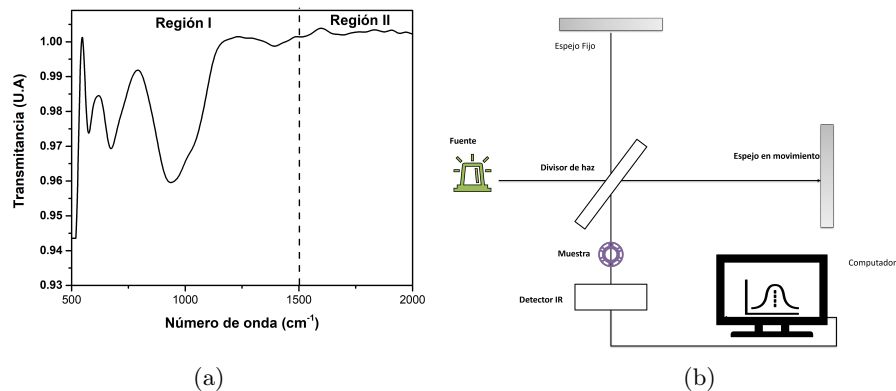 Región I
Región II
Transmitancia (U.A)
1.00
0.99
0.98
0.97
0.96
0.95
0.94
0.93
500
1000
1500
2000
Número de onda (cm-1)
(a)
Espejo Fijo
Fuente
Divisor de haz
Espejo en movimiento
Muestra
Computador
Detector IR
(b)